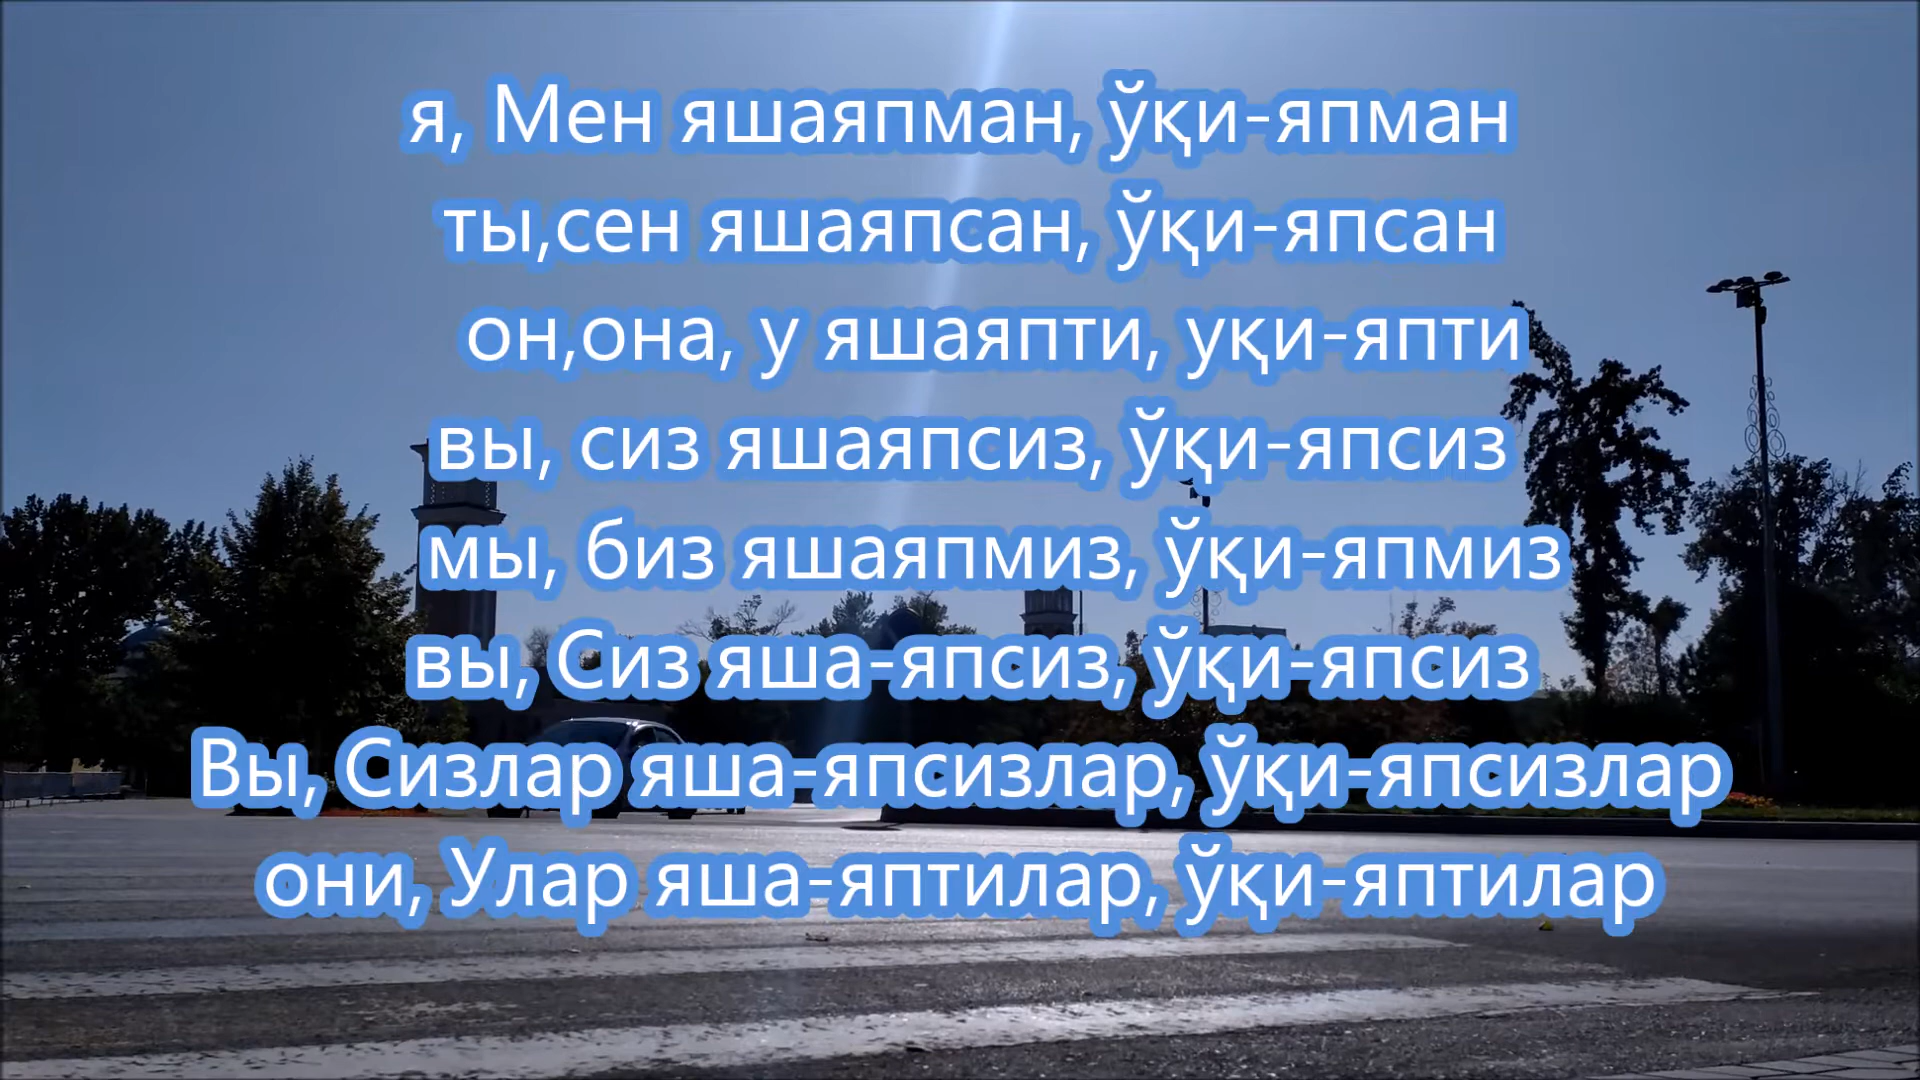 я, Мен яшаяпман, ўқи-япман
ты,сен яшаяпсан, ўқи-япсан
он,она, у яшаяпти, уқи-япти
вы, сиз яшаяпсиз, ўқи-япсиз
мы, биз яшаяпмиз, ўқи-япмиз
вы, Сиз яша-япсиз, ўқи-япсиз
Вы, Сизлар яша-япсизлар, ўқи-япсизлар
они, Улар яша-яптилар, ўқи-яптилар